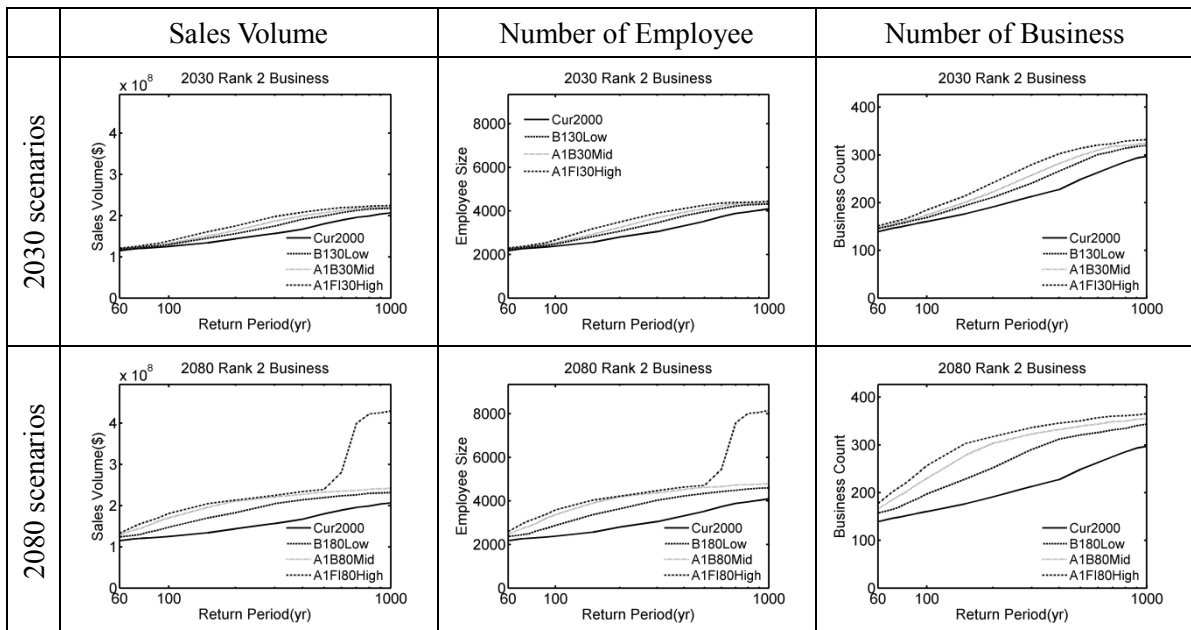 Sales Volume
Number of Employee
Number of Business
2030 scenarios
x 10⁸
2030 Rank 2 Business
4
3
2
1
0
Sales Volume($)
Cur2000
B130Low
A1B30Mid
A1FI30High
60
100
1000
Return Period(yr)
2030 Rank 2 Business
8000
6000
4000
2000
0
Employee Size
Cur2000
B130Low
A1B30Mid
A1FI30High
60
100
1000
Return Period(yr)
2030 Rank 2 Business
400
300
200
100
0
Business Count
Cur2000
B130Low
A1B30Mid
A1FI30High
60
100
1000
Return Period(yr)
2080 scenarios
x 10⁸
2080 Rank 2 Business
4
3
2
1
0
Sales Volume($)
Cur2000
B180Low
A1B80Mid
A1FI80High
60
100
1000
Return Period(yr)
2080 Rank 2 Business
8000
6000
4000
2000
0
Employee Size
Cur2000
B180Low
A1B80Mid
A1FI80High
60
100
1000
Return Period(yr)
2080 Rank 2 Business
400
300
200
100
0
Business Count
Cur2000
B180Low
A1B80Mid
A1FI80High
60
100
1000
Return Period(yr)